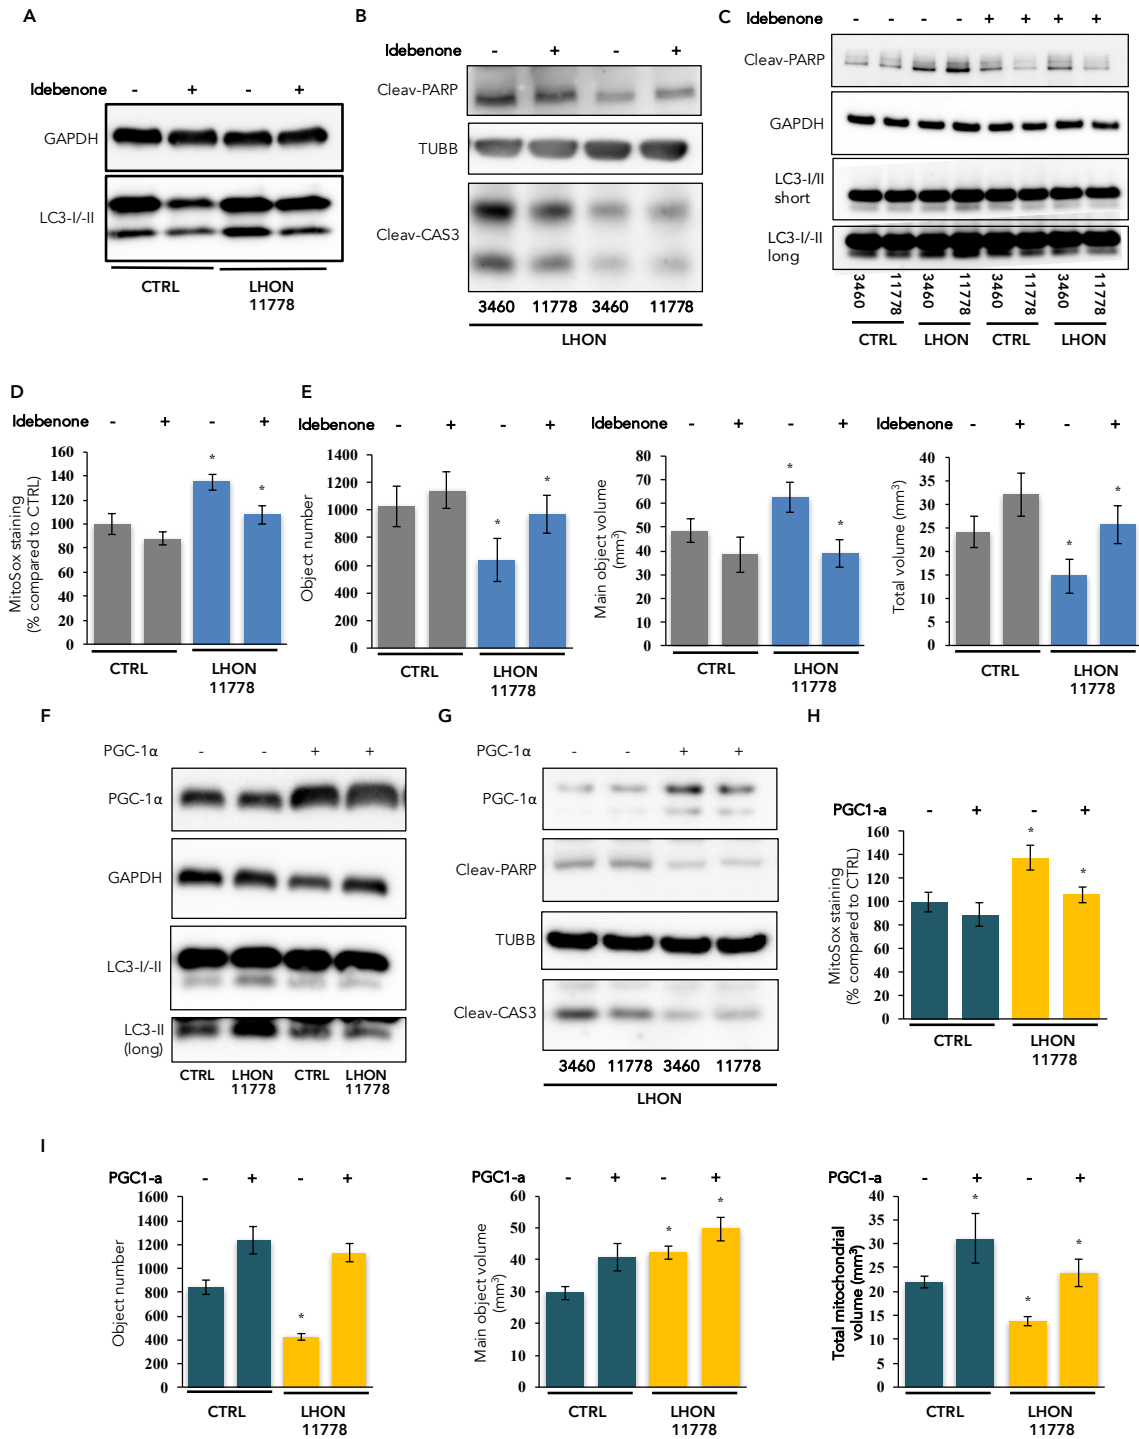 A
Idebenone - + - +
GAPDH
LC3-I/-II
CTRL LHON
11778
B
Idebenone - + - +
Cleav-PARP
TUBB
Cleav-CAS3
3460 11778 3460 11778
LHON
C
- - - - + + + +
Cleav-PARP
GAPDH
LC3-I/II
short
LC3-I/-II
long
3460 11778 3460 11778 3460 11778 3460 11778
CTRL LHON CTRL LHON
D
Idebenone - + - +
MitoSox staining
(% compared to CTRL)
160
140
120
100
80
60
40
20
0
* *
CTRL LHON
11778
E
Idebenone - + - +
Object number
1400
1200
1000
800
600
400
200
0
* *
CTRL LHON
11778
Idebenone - + - +
Main object volume
(mm³)
80
70
60
50
40
30
20
10
0
* *
CTRL LHON
11778
Idebenone - + - +
Total volume (mm³)
40
35
30
25
20
15
10
5
0
* *
CTRL LHON
11778
F
PGC-1α - - + +
PGC-1α
GAPDH
LC3-I/-II
LC3-II
(long)
CTRL LHON CTRL LHON
11778 11778
G
PGC-1α - - + +
PGC-1α
Cleav-PARP
TUBB
Cleav-CAS3
3460 11778 3460 11778
LHON
H
PGC1-a - + - +
MitoSox staining
(% compared to CTRL)
160
140
120
100
80
60
40
20
0
* *
CTRL LHON
11778
I
PGC1-a - + - +
Object number
1600
1400
1200
1000
800
600
400
200
0
*
CTRL LHON
11778
PGC1-a - + - +
Main object volume
(mm³)
60
50
40
30
20
10
0
* *
CTRL LHON
11778
PGC1-a - + - +
Total mitochondrial
volume (mm³)
40
35
30
25
20
15
10
5
0
* * *
CTRL LHON
11778